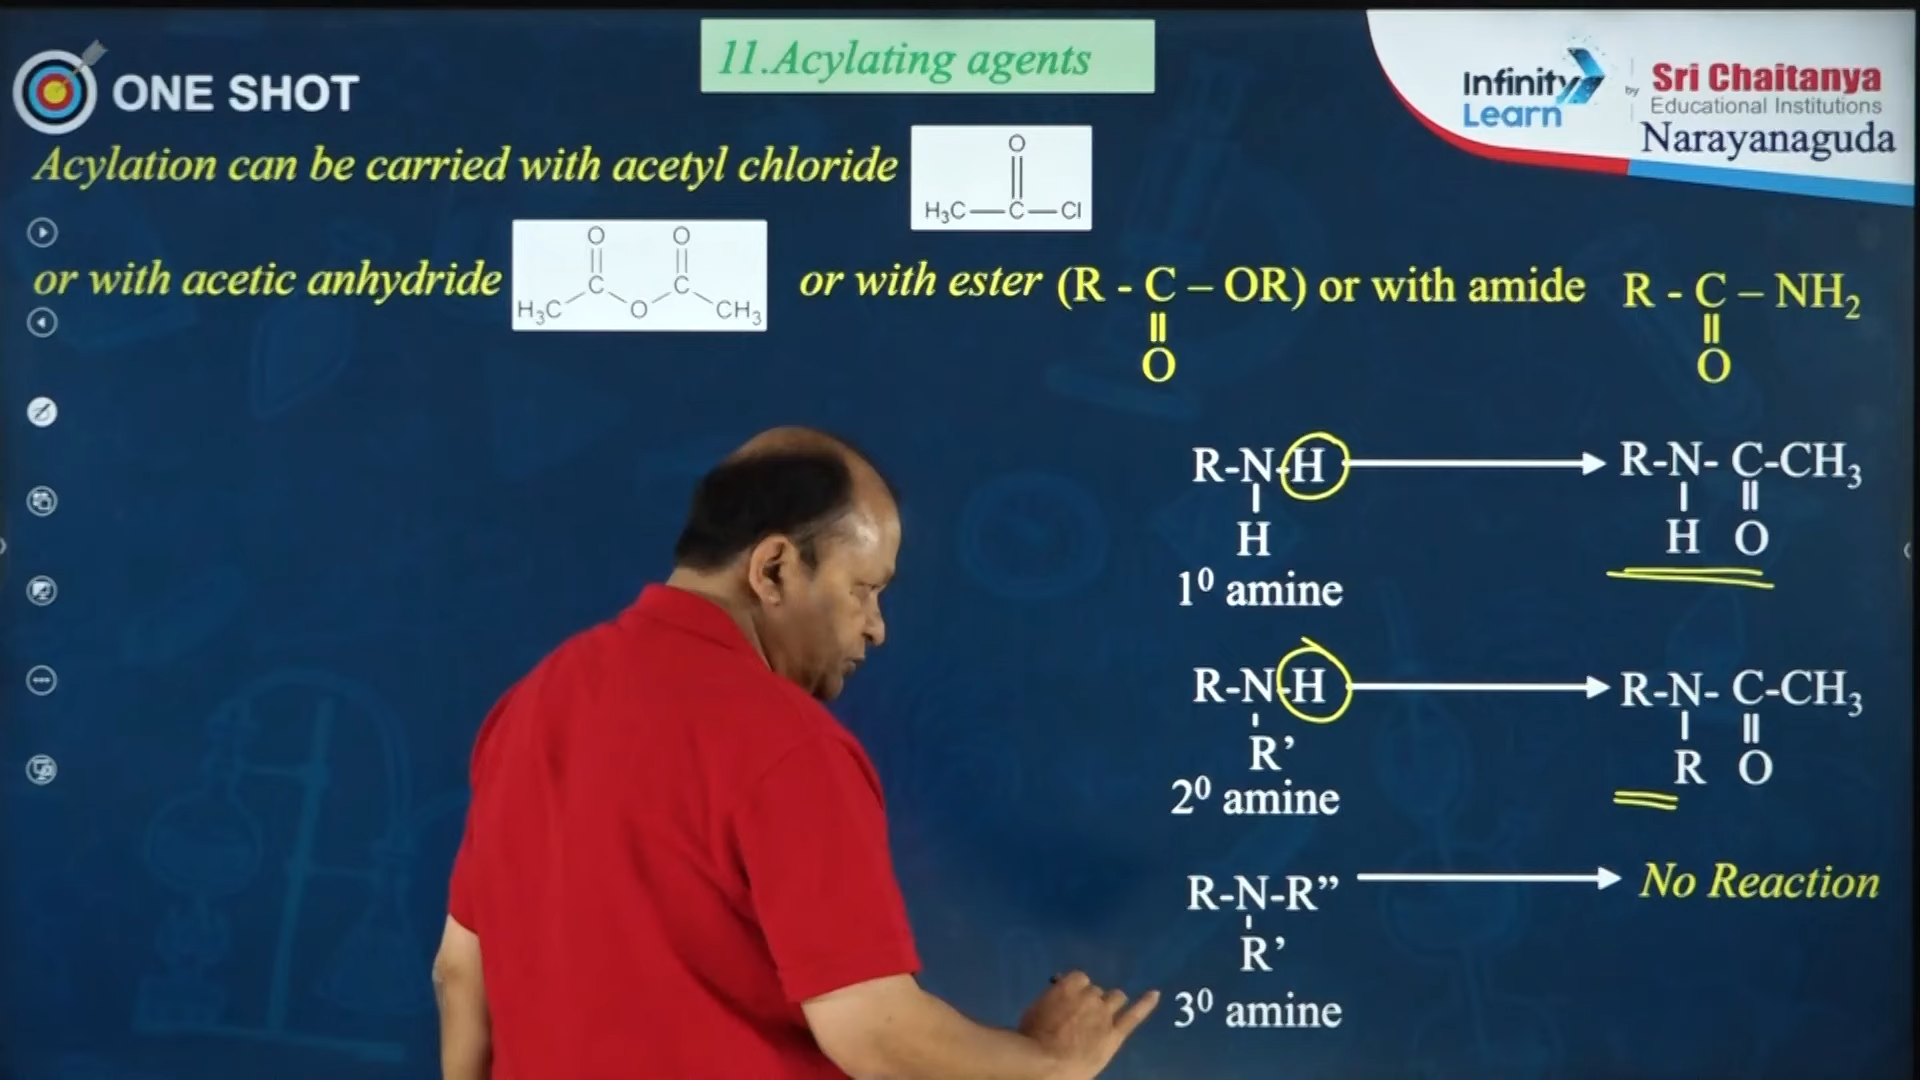 11.Acylating agents
ONE SHOT
Infinity Learn by Sri Chaitanya
Educational Institutions
Narayanaguda
Acylation can be carried with acetyl chloride
O
H₃C—C—Cl
or with acetic anhydride
O O
C C
H₃C O CH₃
or with ester (R - C – OR) or with amide R - C – NH₂
O O
R-N-H R-N- C-CH₃
H H O
1⁰ amine
R-N-H R-N- C-CH₃
R’ R O
2⁰ amine
R-N-R” No Reaction
R’
3⁰ amine